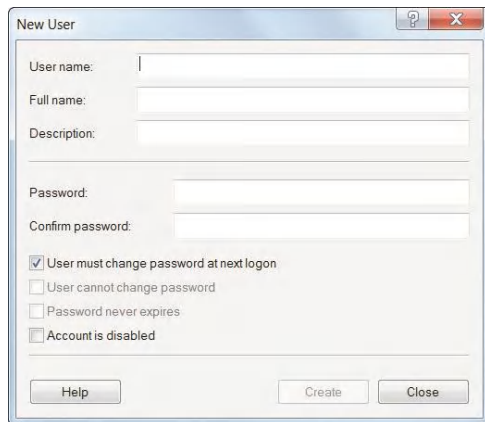 New User
User name:
Full name:
Description:
Password:
Confirm password:
User must change password at next logon
User cannot change password
Password never expires
Account is disabled
Help Create Close